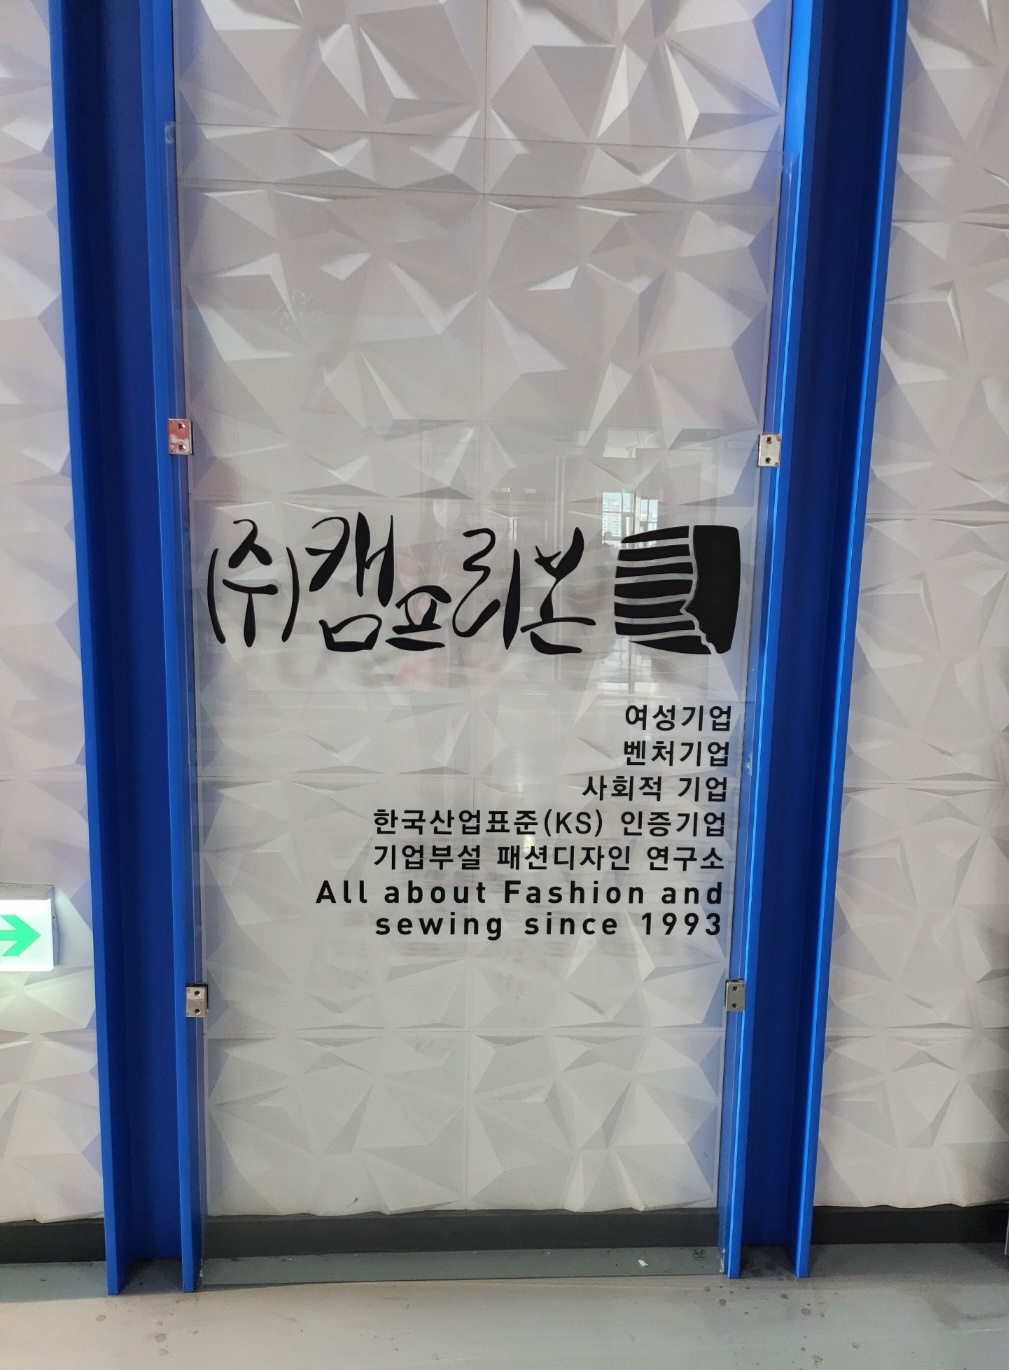 (주)캠프리본
여성기업
벤처기업
사회적 기업
한국산업표준(KS) 인증기업
기업부설 패션디자인 연구소
All about Fashion and
sewing since 1993